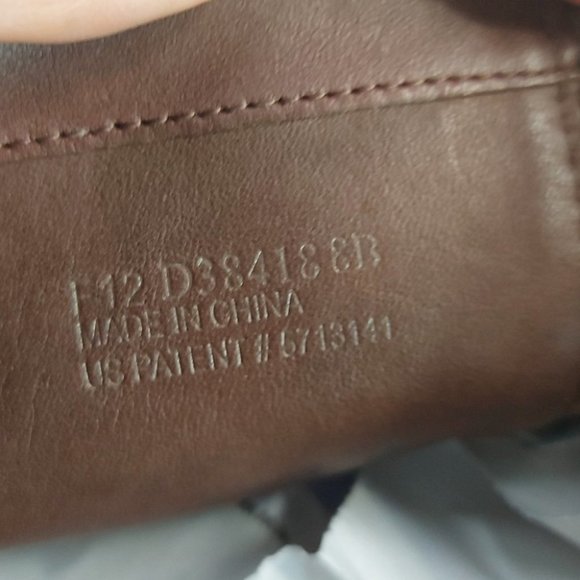 F12 D38418 8B
MADE IN CHINA
US PATENT # 5713141